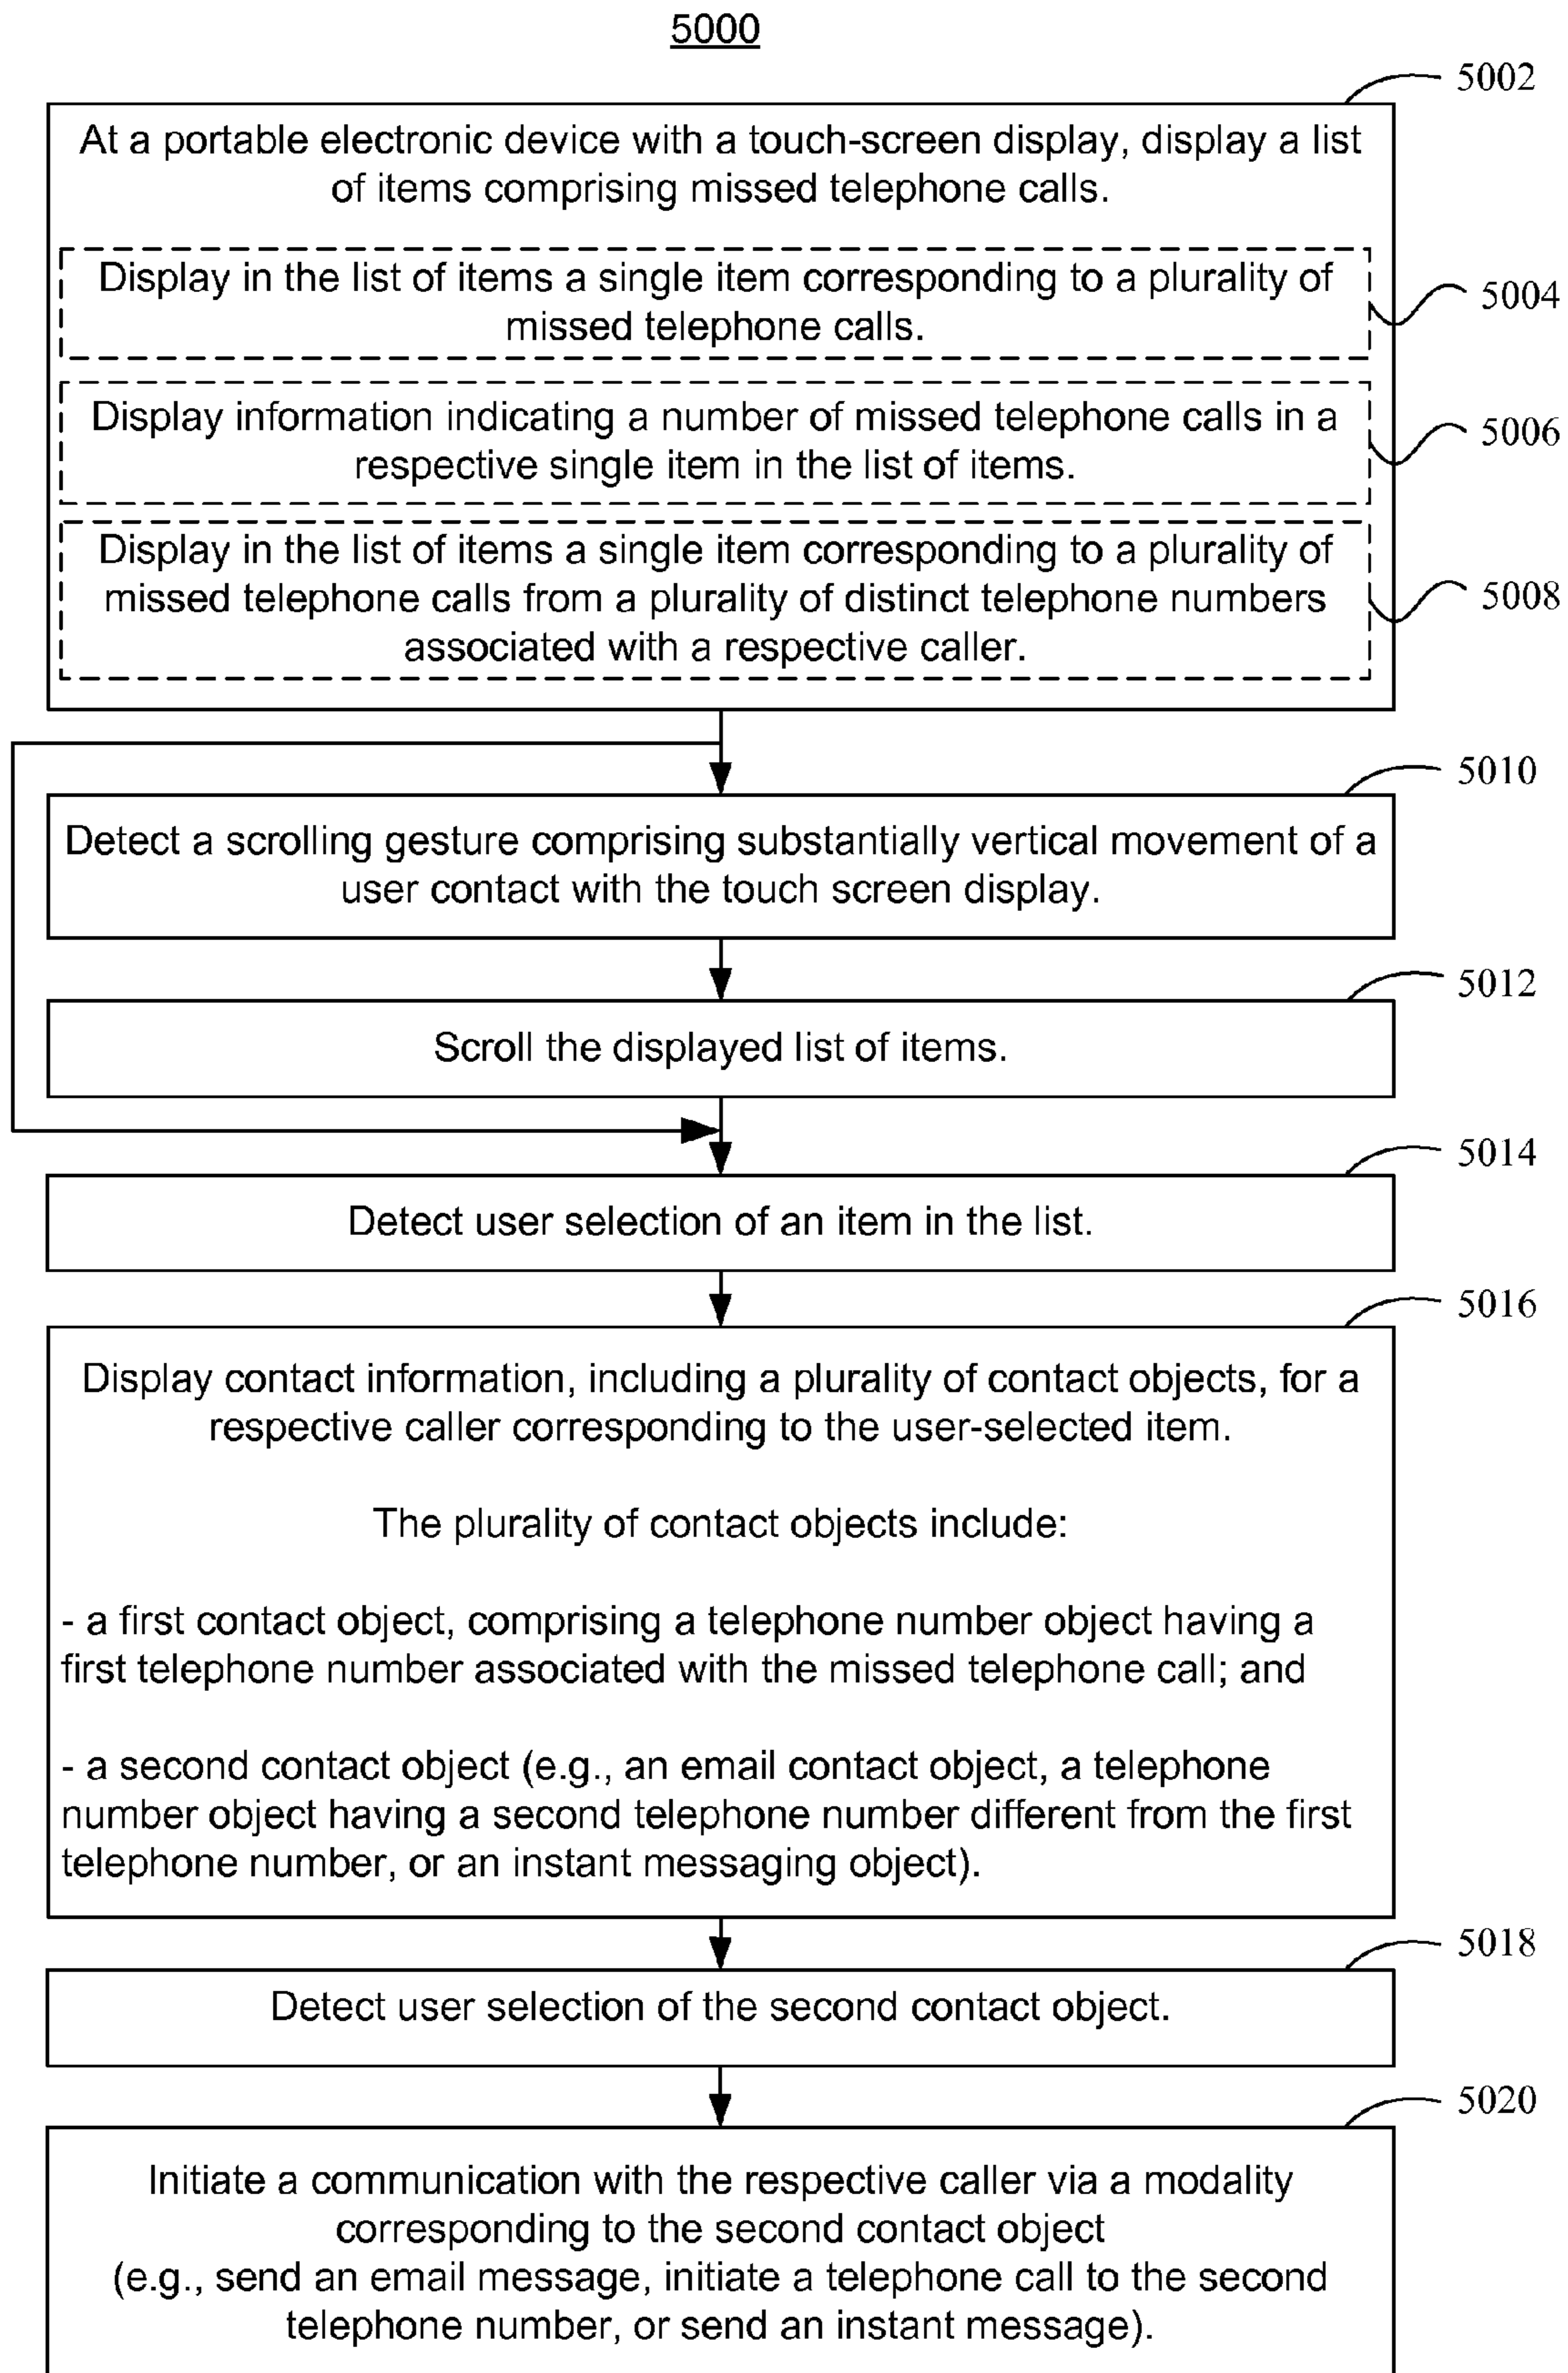 5000
5002
At a portable electronic device with a touch-screen display, display a list
of items comprising missed telephone calls.
Display in the list of items a single item corresponding to a plurality of
missed telephone calls.
5004
Display information indicating a number of missed telephone calls in a
respective single item in the list of items.
5006
Display in the list of items a single item corresponding to a plurality of
missed telephone calls from a plurality of distinct telephone numbers
associated with a respective caller.
5008
5010
Detect a scrolling gesture comprising substantially vertical movement of a
user contact with the touch screen display.
5012
Scroll the displayed list of items.
5014
Detect user selection of an item in the list.
5016
Display contact information, including a plurality of contact objects, for a
respective caller corresponding to the user-selected item.
The plurality of contact objects include:
- a first contact object, comprising a telephone number object having a
first telephone number associated with the missed telephone call; and
- a second contact object (e.g., an email contact object, a telephone
number object having a second telephone number different from the first
telephone number, or an instant messaging object).
5018
Detect user selection of the second contact object.
5020
Initiate a communication with the respective caller via a modality
corresponding to the second contact object
(e.g., send an email message, initiate a telephone call to the second
telephone number, or send an instant message).